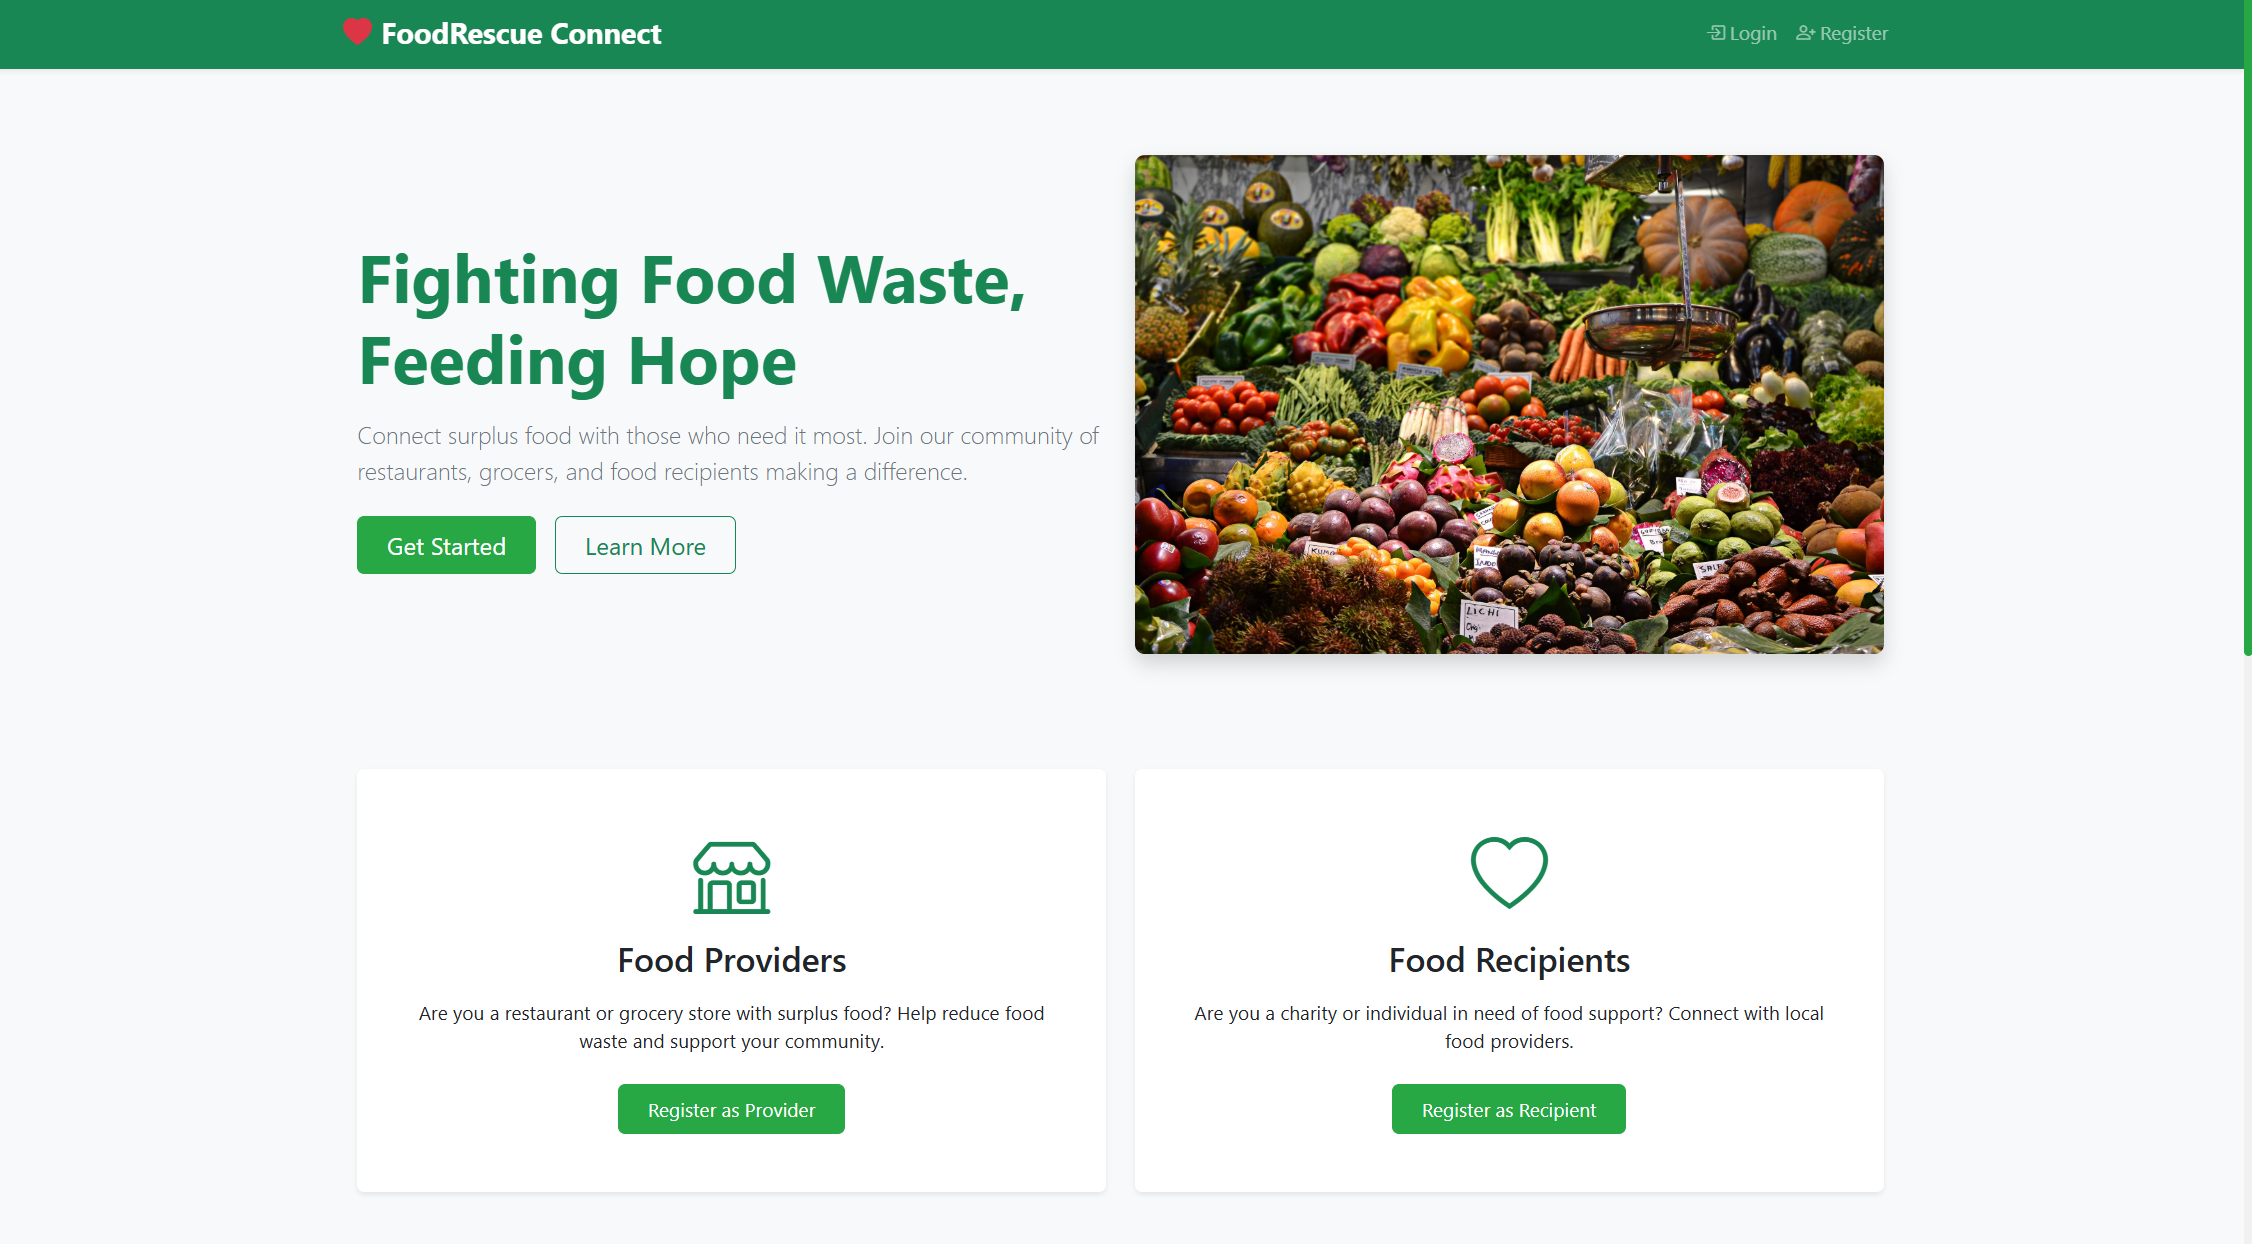 FoodRescue Connect
Login
Register
Fighting Food Waste,
Feeding Hope
Connect surplus food with those who need it most. Join our community of
restaurants, grocers, and food recipients making a difference.
Get Started
Learn More
LICHI
Food Providers
Food Recipients
Are you a restaurant or grocery store with surplus food? Help reduce food
waste and support your community.
Are you a charity or individual in need of food support? Connect with local
food providers.
Register as Provider
Register as Recipient